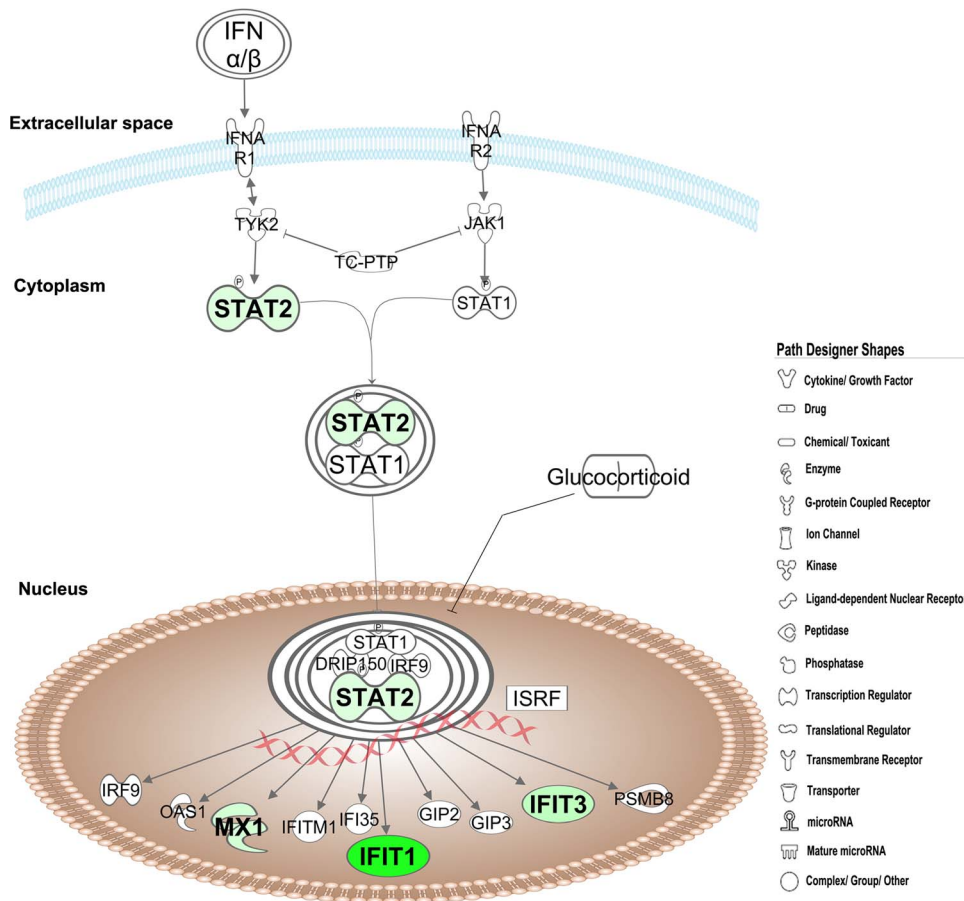 IFN
α/β
Extracellular space
IFNA
R1
IFNA
R2
TYK2
JAK1
TC-PTP
Cytoplasm
P
STAT2
P
STAT1
P
STAT2
P
STAT1
Glucocorticoid
Nucleus
P
STAT1
DRIP150
IRF9
P
STAT2
ISRF
IRF9
OAS1
MX1
IFITM1
IFI35
IFIT1
GIP2
GIP3
IFIT3
PSMB8
Path Designer Shapes
Cytokine/ Growth Factor
Drug
Chemical/ Toxicant
Enzyme
G-protein Coupled Receptor
Ion Channel
Kinase
Ligand-dependent Nuclear Recepto
Peptidase
Phosphatase
Transcription Regulator
Translational Regulator
Transmembrane Receptor
Transporter
microRNA
Mature microRNA
Complex/ Group/ Other